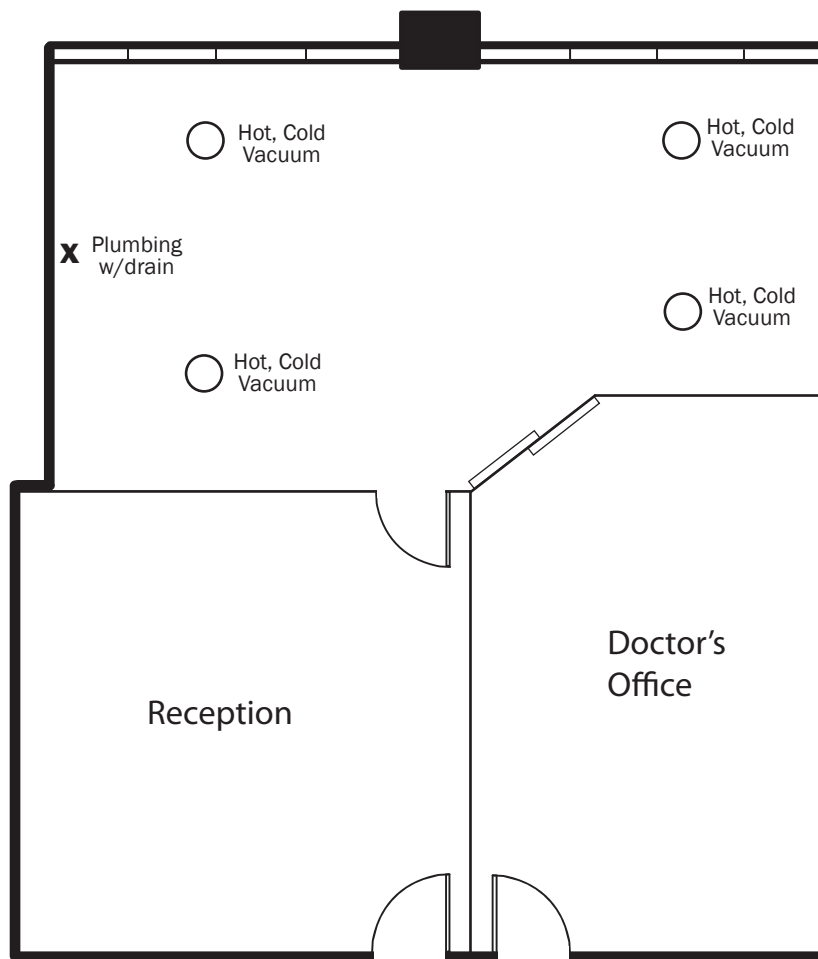 Hot, Cold
Vacuum
Hot, Cold
Vacuum
x Plumbing
w/drain
Hot, Cold
Vacuum
Hot, Cold
Vacuum
Doctor’s
Office
Reception